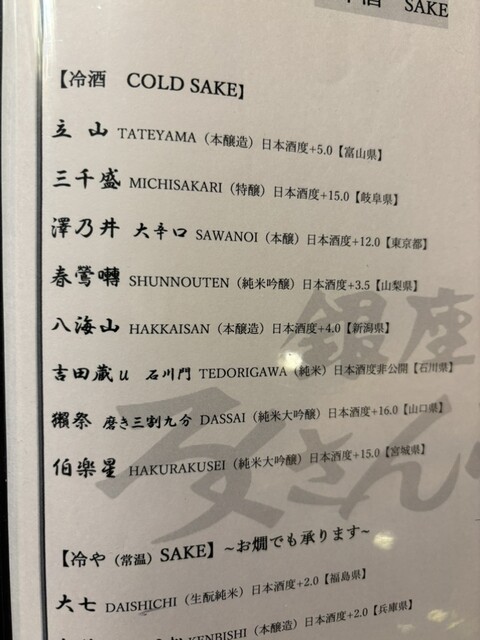 SAKE
【冷酒　COLD SAKE】
立 山 TATEYAMA（本醸造）日本酒度+5.0【富山県】
三千盛 MICHISAKARI（特醸）日本酒度+15.0【岐阜県】
澤乃井 大辛口 SAWANOI（本醸）日本酒度+12.0【東京都】
春鶯囀 SHUNNOUTEN（純米吟醸）日本酒度+3.5【山梨県】
八海山 HAKKAISAN（本醸造）日本酒度+4.0【新潟県】
吉田蔵u 石川門 TEDORIGAWA（純米）日本酒度非公開【石川県】
獺祭 磨き三割九分 DASSAI（純米大吟醸）日本酒度+16.0【山口県】
伯楽星 HAKURAKUSEI（純米大吟醸）日本酒度+15.0【宮城県】
銀座
【冷や（常温）SAKE】~お燗でも承ります~
大七 DAISHICHI（生酛純米）日本酒度+2.0【福島県】
KENBISHI（本醸造）日本酒度+2.0【兵庫県】